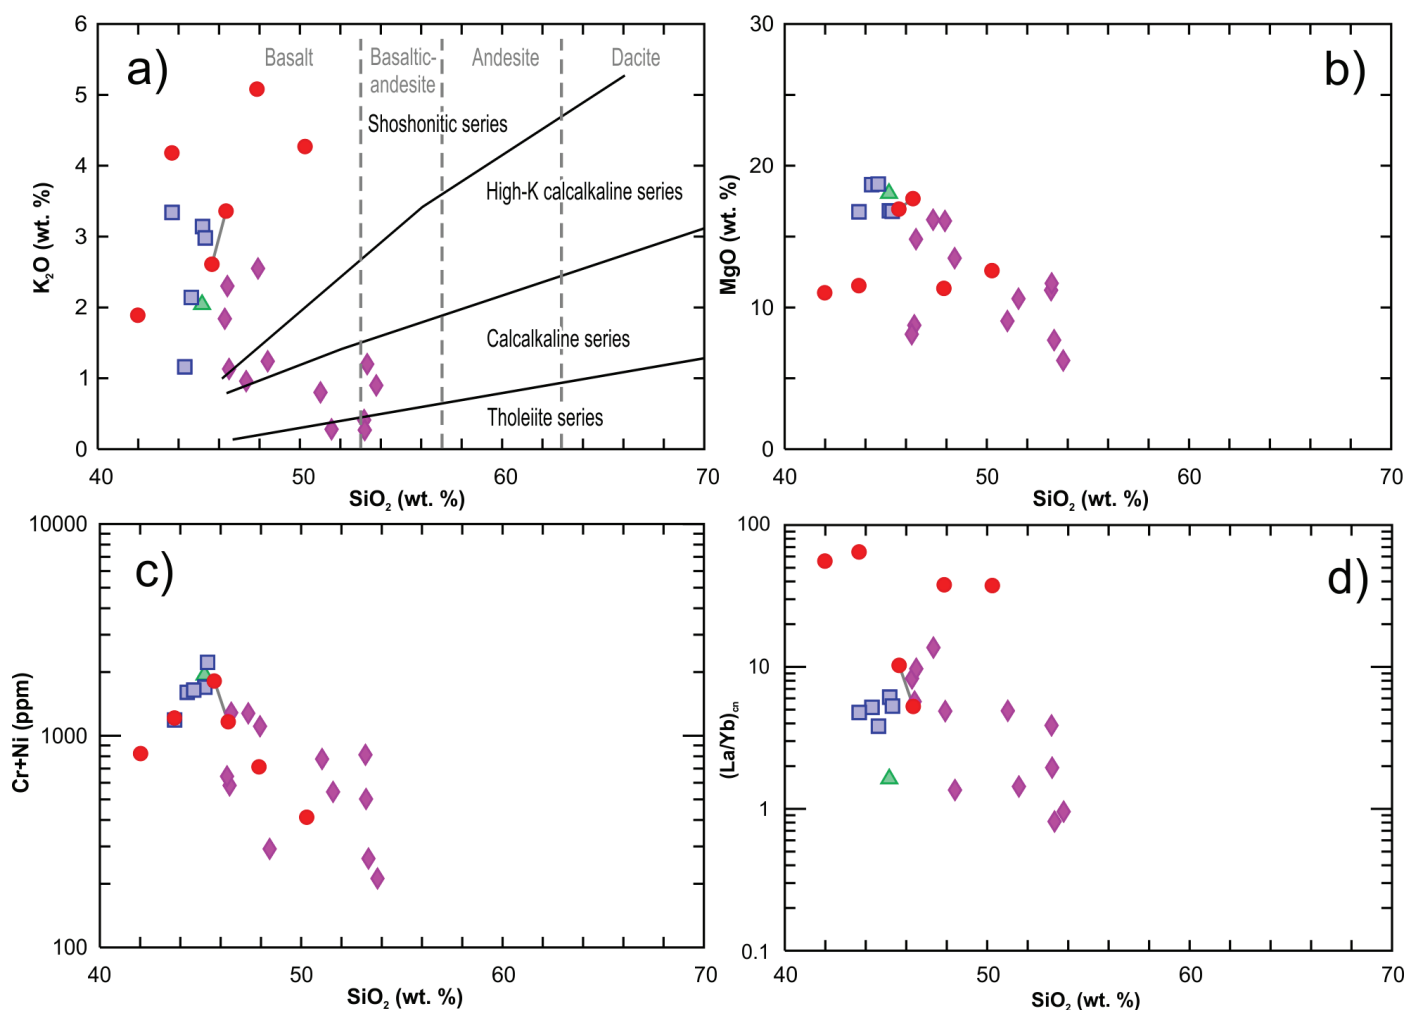 a)
Basalt
Basaltic-
andesite
Andesite
Dacite
Shoshonitic series
High-K calcalkaline series
Calcalkaline series
Tholeiite series
6
5
4
3
2
1
0
K₂O (wt. %)
40
50
60
70
SiO₂ (wt. %)
b)
30
20
10
0
MgO (wt. %)
40
50
60
70
SiO₂ (wt. %)
c)
10000
1000
100
Cr+Ni (ppm)
40
50
60
70
SiO₂ (wt. %)
d)
100
10
1
0.1
(La/Yb)cn
40
50
60
70
SiO₂ (wt. %)